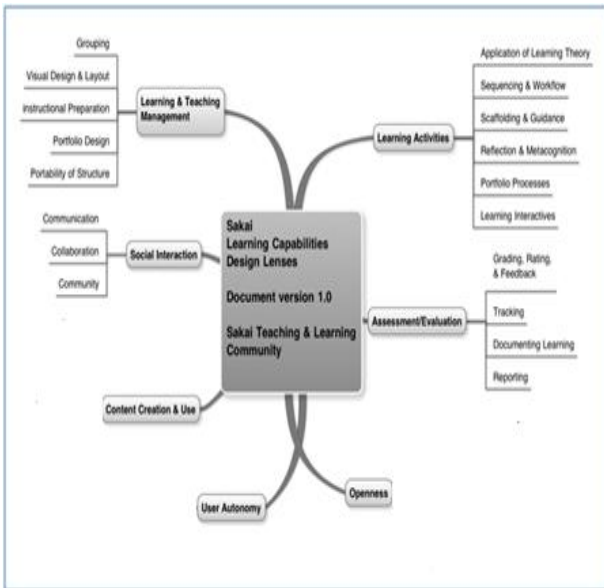 Grouping
Visual Design & Layout
Instructional Preparation
Portfolio Design
Portability of Structure
Learning & Teaching
Management
Communication
Collaboration
Community
Social Interaction
Content Creation & Use
User Autonomy
Sakai
Learning Capabilities
Design Lenses
Document version 1.0
Sakai Teaching & Learning
Community
Learning Activities
Application of Learning Theory
Sequencing & Workflow
Scaffolding & Guidance
Reflection & Metacognition
Portfolio Processes
Learning Interactives
Assessment/Evaluation
Grading, Rating,
& Feedback
Tracking
Documenting Learning
Reporting
Openness